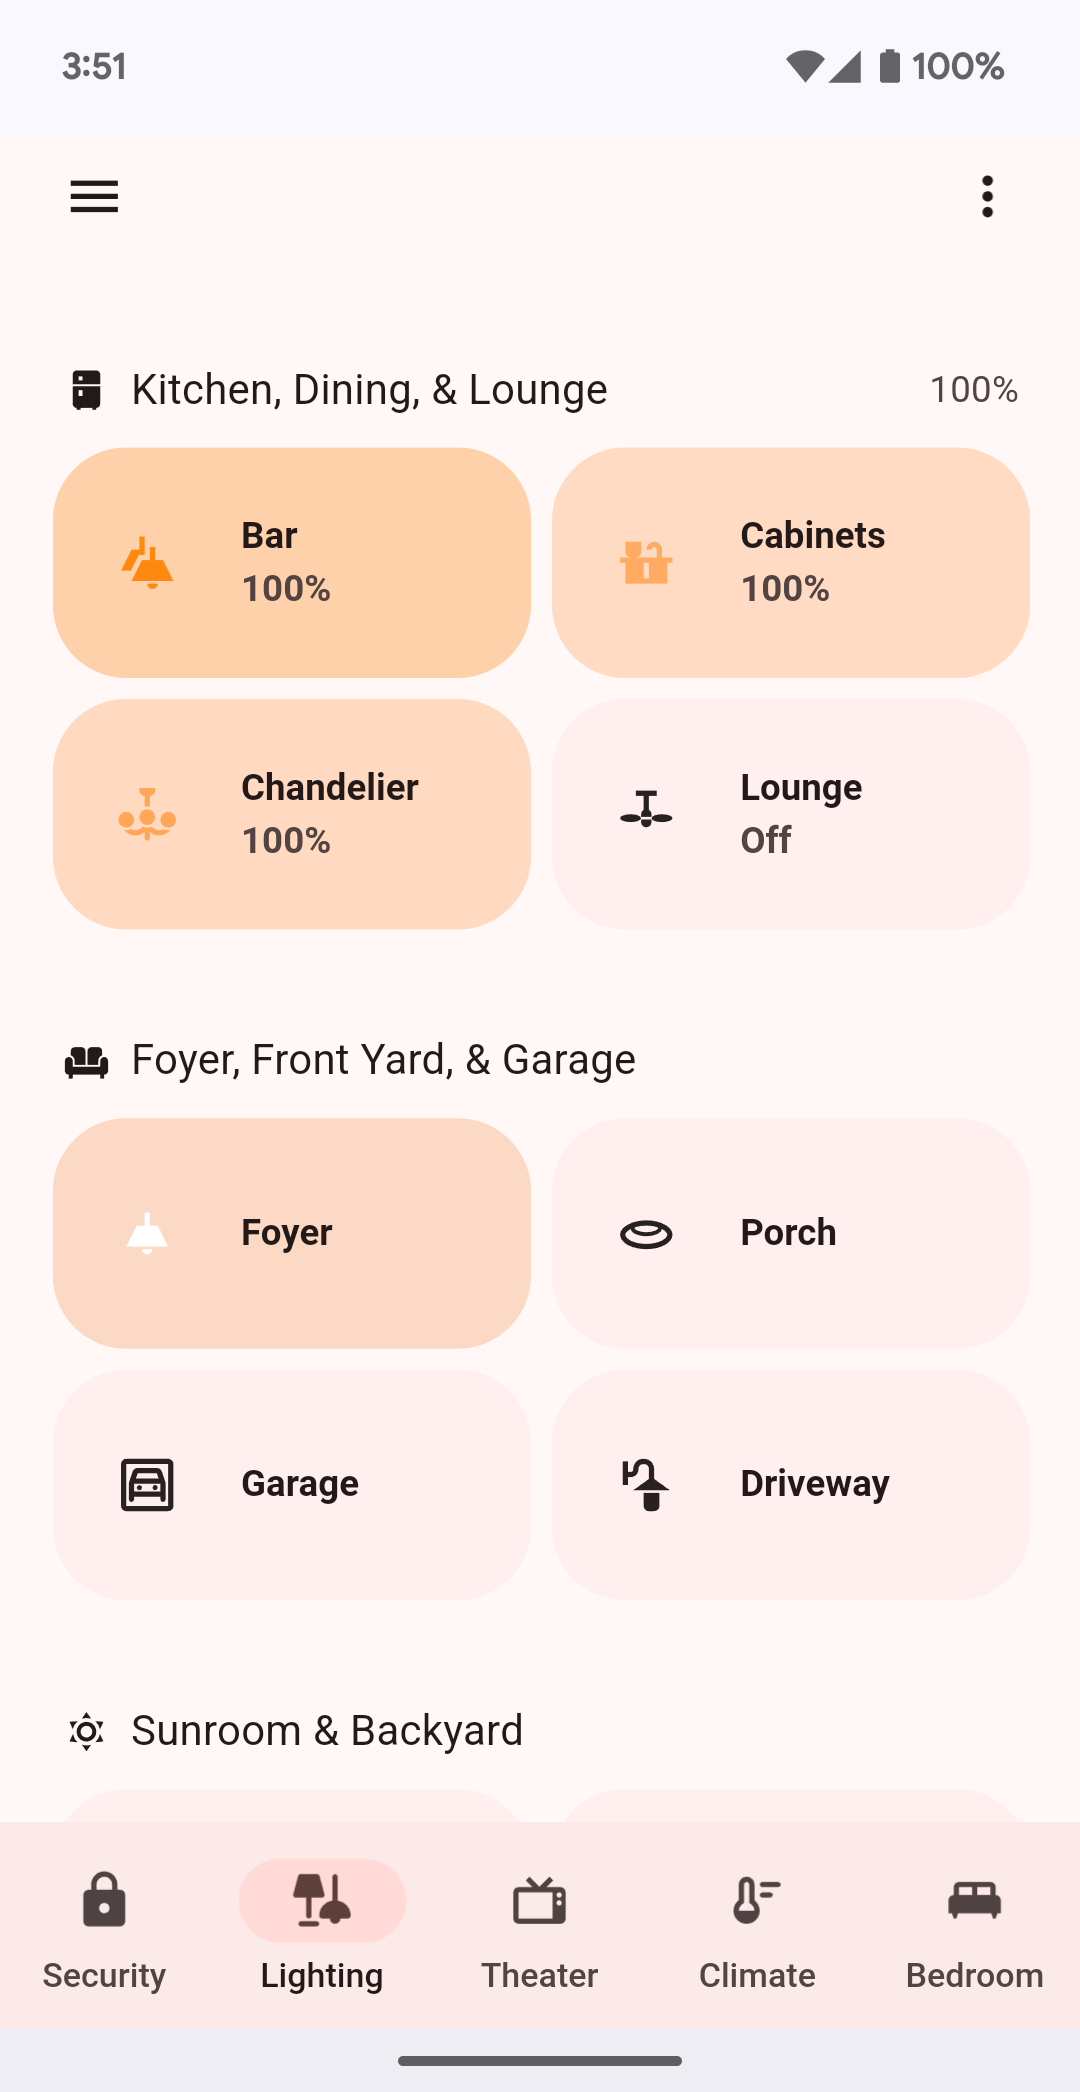 3:51 100%
Kitchen, Dining, & Lounge 100%
Bar
100%
Cabinets
100%
Chandelier
100%
Lounge
Off
Foyer, Front Yard, & Garage
Foyer
Porch
Garage
Driveway
Sunroom & Backyard
Security Lighting Theater Climate Bedroom